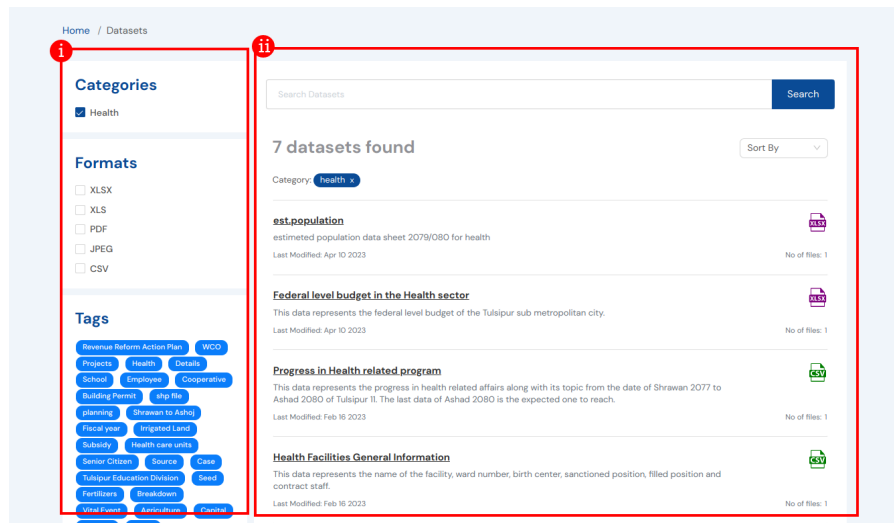 Home / Datasets
i
ii
Categories
Health
Formats
XLSX
XLS
PDF
JPEG
CSV
Tags
Revenue Reform Action Plan WCO
Projects Health Details
School Employee Cooperative
Building Permit shp file
planning Shrawan to Ashoj
Fiscal year Irrigated Land
Subsidy Health care units
Senior Citizen Source Case
Tulsipur Education Division Seed
Fertilizers Breakdown
Vital Event Agriculture Capital
Search Datasets Search
7 datasets found Sort By
Category: health x
est.population XLSX
estimeted population data sheet 2079/080 for health
Last Modified: Apr 10 2023 No of files: 1
Federal level budget in the Health sector XLSX
This data represents the federal level budget of the Tulsipur sub metropolitan city.
Last Modified: Apr 10 2023 No of files: 1
Progress in Health related program CSV
This data represents the progress in health related affairs along with its topic from the date of Shrawan 2077 to
Ashad 2080 of Tulsipur 11. The last data of Ashad 2080 is the expected one to reach.
Last Modified: Feb 16 2023 No of files: 1
Health Facilities General Information CSV
This data represents the name of the facility, ward number, birth center, sanctioned position, filled position and
contract staff.
Last Modified: Feb 16 2023 No of files: 1